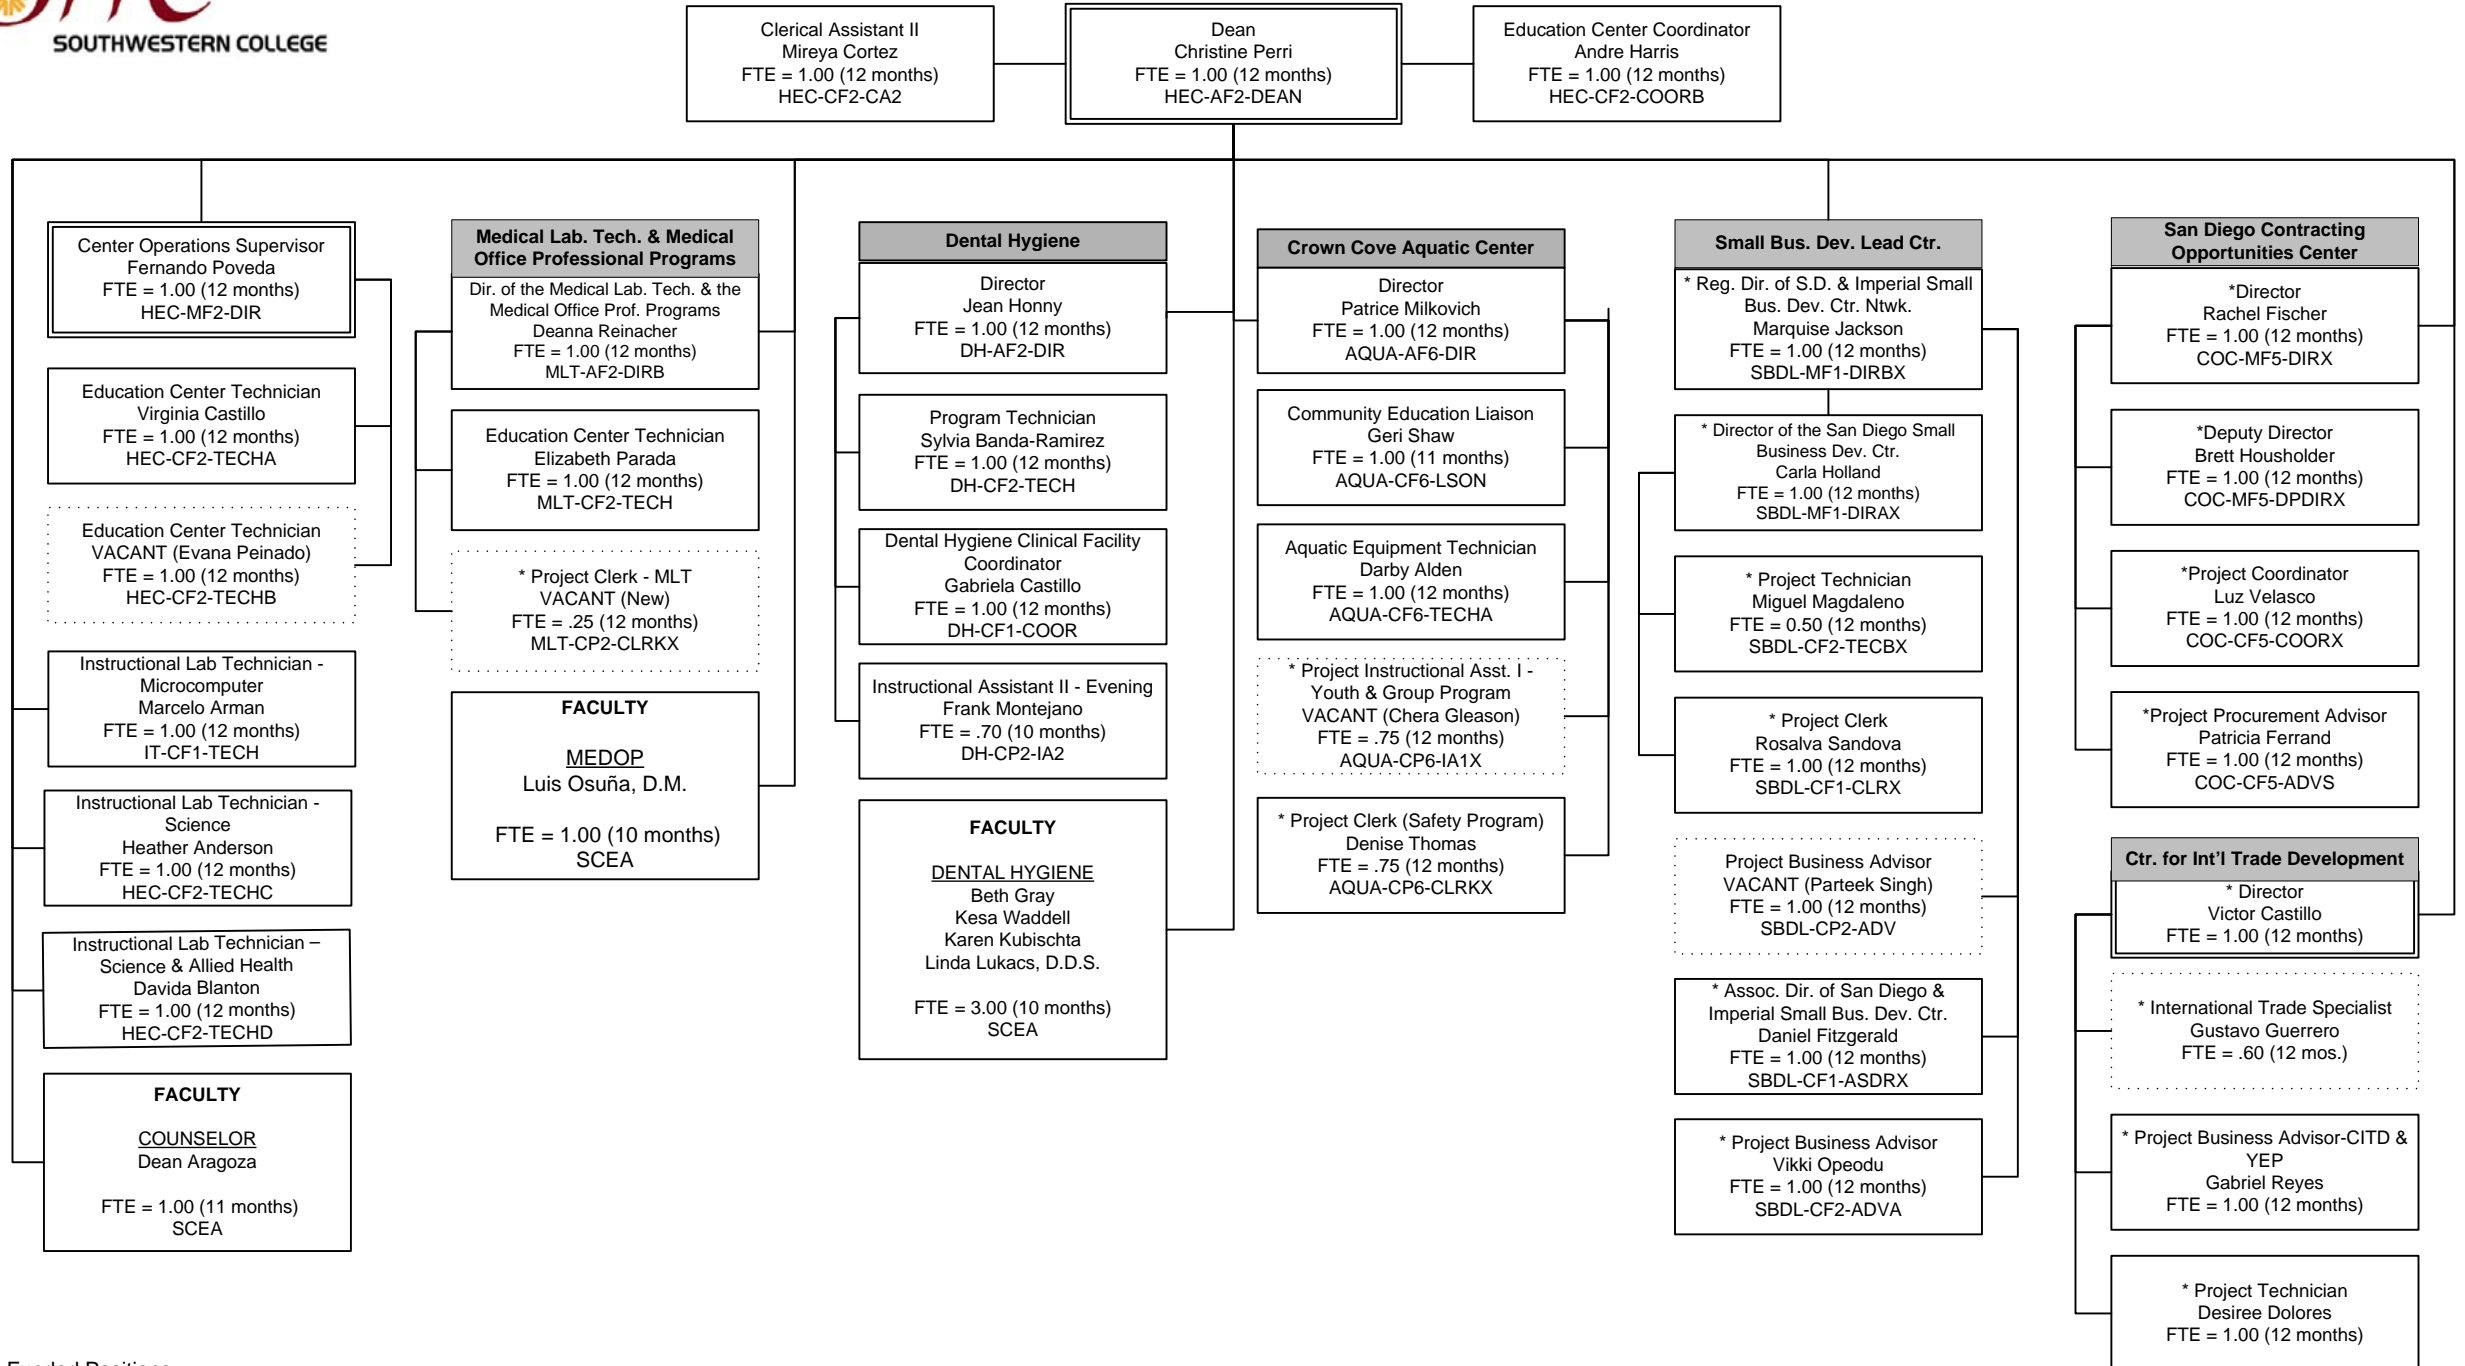 SOUTHWESTERN COLLEGE
Clerical Assistant II
Mireya Cortez
FTE = 1.00 (12 months)
HEC-CF2-CA2
Dean
Christine Perri
FTE = 1.00 (12 months)
HEC-AF2-DEAN
Education Center Coordinator
Andre Harris
FTE = 1.00 (12 months)
HEC-CF2-COORB
Center Operations Supervisor
Fernando Poveda
FTE = 1.00 (12 months)
HEC-MF2-DIR
Education Center Technician
Virginia Castillo
FTE = 1.00 (12 months)
HEC-CF2-TECHA
Education Center Technician
VACANT (Evana Peinado)
FTE = 1.00 (12 months)
HEC-CF2-TECHB
Instructional Lab Technician -
Microcomputer
Marcelo Arman
FTE = 1.00 (12 months)
IT-CF1-TECH
Instructional Lab Technician -
Science
Heather Anderson
FTE = 1.00 (12 months)
HEC-CF2-TECHC
Instructional Lab Technician –
Science & Allied Health
Davida Blanton
FTE = 1.00 (12 months)
HEC-CF2-TECHD
FACULTY
COUNSELOR
Dean Aragoza
FTE = 1.00 (11 months)
SCEA
Medical Lab. Tech. & Medical
Office Professional Programs
Dir. of the Medical Lab. Tech. & the
Medical Office Prof. Programs
Deanna Reinacher
FTE = 1.00 (12 months)
MLT-AF2-DIRB
Education Center Technician
Elizabeth Parada
FTE = 1.00 (12 months)
MLT-CF2-TECH
* Project Clerk - MLT
VACANT (New)
FTE = .25 (12 months)
MLT-CP2-CLRKX
FACULTY
MEDOP
Luis Osuña, D.M.
FTE = 1.00 (10 months)
SCEA
Dental Hygiene
Director
Jean Honny
FTE = 1.00 (12 months)
DH-AF2-DIR
Program Technician
Sylvia Banda-Ramirez
FTE = 1.00 (12 months)
DH-CF2-TECH
Dental Hygiene Clinical Facility
Coordinator
Gabriela Castillo
FTE = 1.00 (12 months)
DH-CF1-COOR
Instructional Assistant II - Evening
Frank Montejano
FTE = .70 (10 months)
DH-CP2-IA2
FACULTY
DENTAL HYGIENE
Beth Gray
Kesa Waddell
Karen Kubischta
Linda Lukacs, D.D.S.
FTE = 3.00 (10 months)
SCEA
Crown Cove Aquatic Center
Director
Patrice Milkovich
FTE = 1.00 (12 months)
AQUA-AF6-DIR
Community Education Liaison
Geri Shaw
FTE = 1.00 (11 months)
AQUA-CF6-LSON
Aquatic Equipment Technician
Darby Alden
FTE = 1.00 (12 months)
AQUA-CF6-TECHA
* Project Instructional Asst. I -
Youth & Group Program
VACANT (Chera Gleason)
FTE = .75 (12 months)
AQUA-CP6-IA1X
* Project Clerk (Safety Program)
Denise Thomas
FTE = .75 (12 months)
AQUA-CP6-CLRKX
Small Bus. Dev. Lead Ctr.
* Reg. Dir. of S.D. & Imperial Small
Bus. Dev. Ctr. Ntwk.
Marquise Jackson
FTE = 1.00 (12 months)
SBDL-MF1-DIRBX
* Director of the San Diego Small
Business Dev. Ctr.
Carla Holland
FTE = 1.00 (12 months)
SBDL-MF1-DIRAX
* Project Technician
Miguel Magdaleno
FTE = 0.50 (12 months)
SBDL-CF2-TECBX
* Project Clerk
Rosalva Sandova
FTE = 1.00 (12 months)
SBDL-CF1-CLRX
Project Business Advisor
VACANT (Parteek Singh)
FTE = 1.00 (12 months)
SBDL-CP2-ADV
* Assoc. Dir. of San Diego &
Imperial Small Bus. Dev. Ctr.
Daniel Fitzgerald
FTE = 1.00 (12 months)
SBDL-CF1-ASDRX
* Project Business Advisor
Vikki Opeodu
FTE = 1.00 (12 months)
SBDL-CF2-ADVA
San Diego Contracting
Opportunities Center
*Director
Rachel Fischer
FTE = 1.00 (12 months)
COC-MF5-DIRX
*Deputy Director
Brett Housholder
FTE = 1.00 (12 months)
COC-MF5-DPDIRX
*Project Coordinator
Luz Velasco
FTE = 1.00 (12 months)
COC-CF5-COORX
*Project Procurement Advisor
Patricia Ferrand
FTE = 1.00 (12 months)
COC-CF5-ADVS
Ctr. for Int'l Trade Development
* Director
Victor Castillo
FTE = 1.00 (12 months)
* International Trade Specialist
Gustavo Guerrero
FTE = .60 (12 mos.)
* Project Business Advisor-CITD &
YEP
Gabriel Reyes
FTE = 1.00 (12 months)
* Project Technician
Desiree Dolores
FTE = 1.00 (12 months)